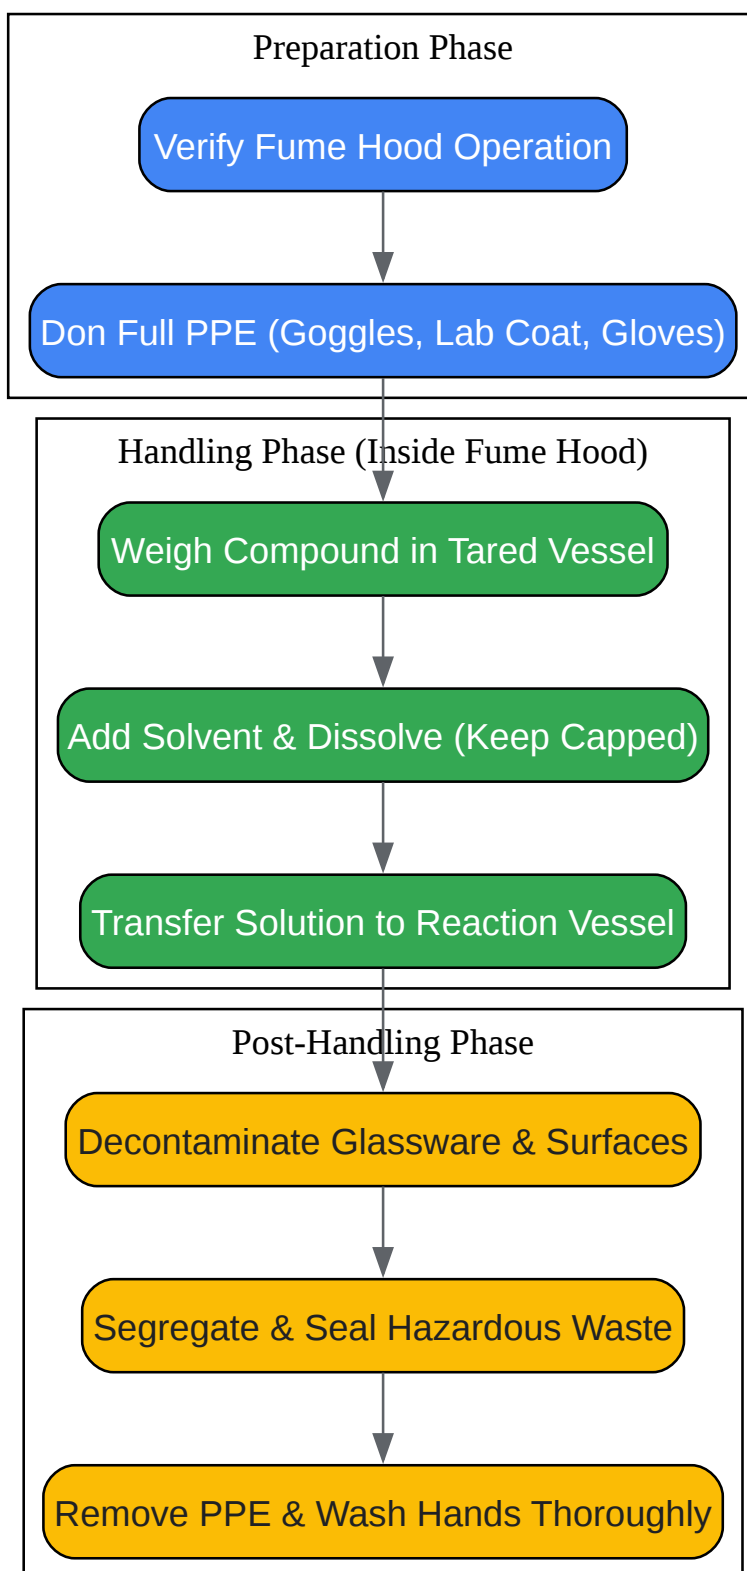 Preparation Phase
Verify Fume Hood Operation
Don Full PPE (Goggles, Lab Coat, Gloves)
Handling Phase (Inside Fume Hood)
Weigh Compound in Tared Vessel
Add Solvent & Dissolve (Keep Capped)
Transfer Solution to Reaction Vessel
Post-Handling Phase
Decontaminate Glassware & Surfaces
Segregate & Seal Hazardous Waste
Remove PPE & Wash Hands Thoroughly